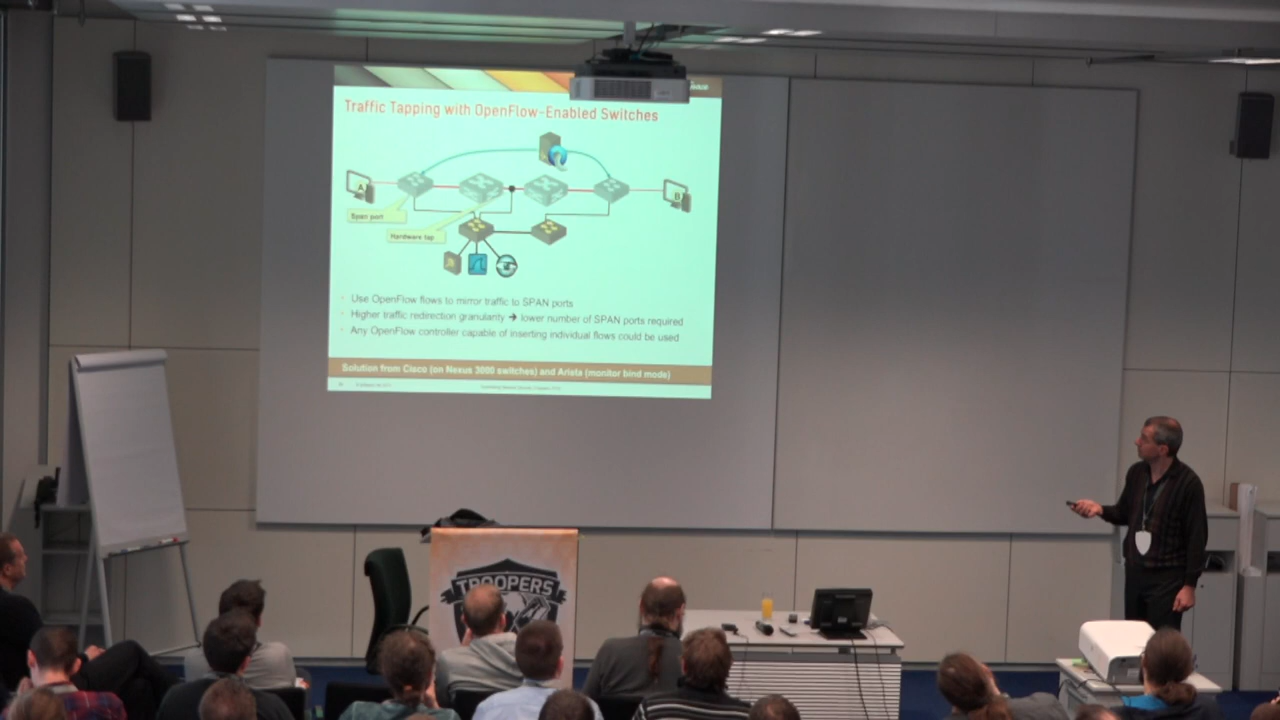 Traffic Tapping with OpenFlow-Enabled Switches
A
B
Span port
Hardware tap
Use OpenFlow flows to mirror traffic to SPAN ports
Higher traffic redirection granularity → lower number of SPAN ports required
Any OpenFlow controller capable of inserting individual flows could be used
Solution from Cisco (on Nexus 3000 switches) and Arista (monitor bind mode)
TROOPERS